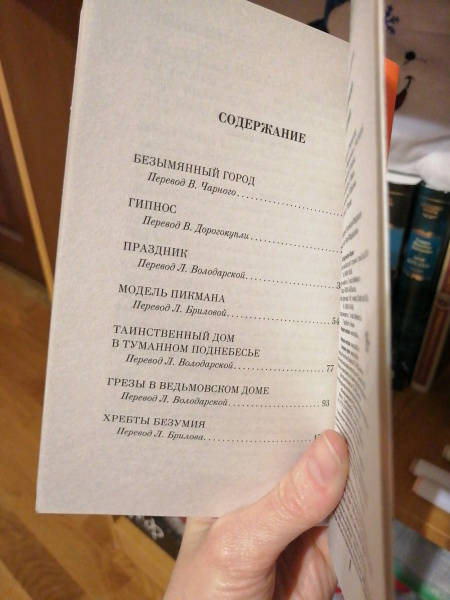 СОДЕРЖАНИЕ
БЕЗЫМЯННЫЙ ГОРОД
Перевод В. Чарного
ГИПНОС
Перевод В. Дорогокупли
ПРАЗДНИК
Перевод Л. Володарской
МОДЕЛЬ ПИКМАНА
Перевод Л. Бриловой 54
ТАИНСТВЕННЫЙ ДОМ
В ТУМАННОМ ПОДНЕБЕСЬЕ
Перевод Л. Володарской 77
ГРЕЗЫ В ВЕДЬМОВСКОМ ДОМЕ
Перевод Л. Володарской 93
ХРЕБТЫ БЕЗУМИЯ
Перевод Л. Брилова